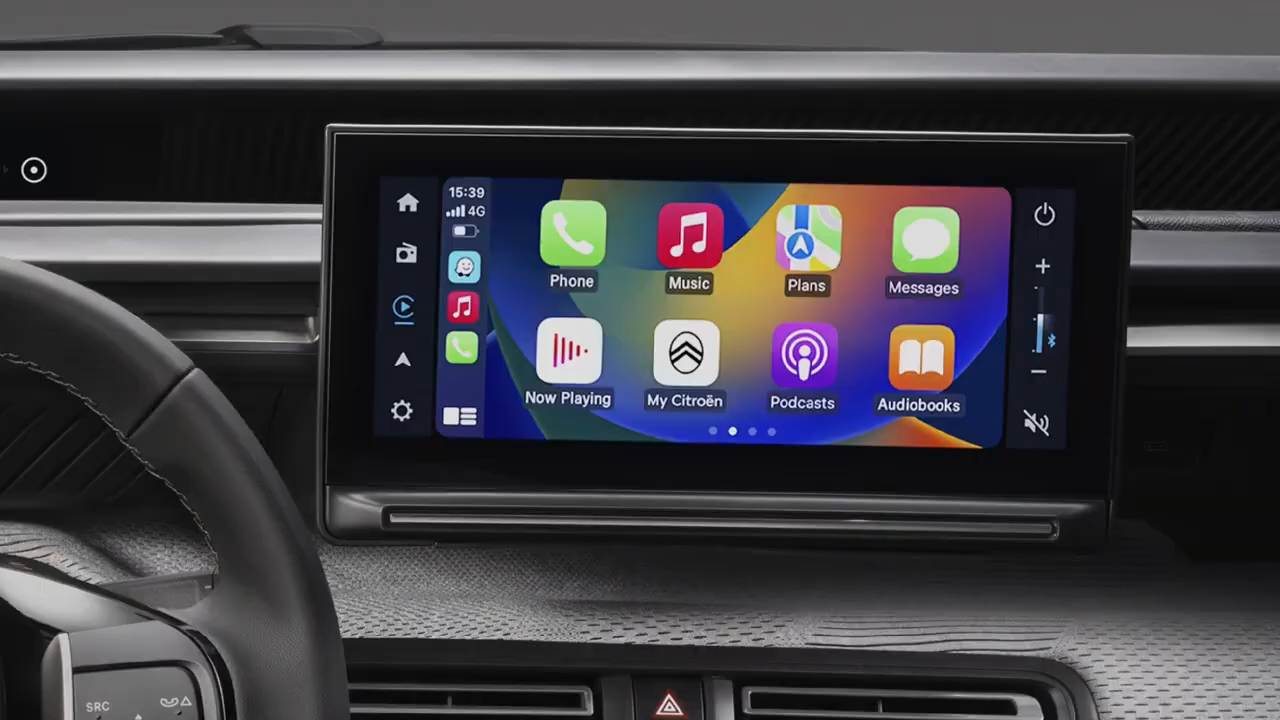 15:39
4G
Phone
Music
Plans
Messages
Now Playing
My Citroën
Podcasts
Audiobooks
SRC